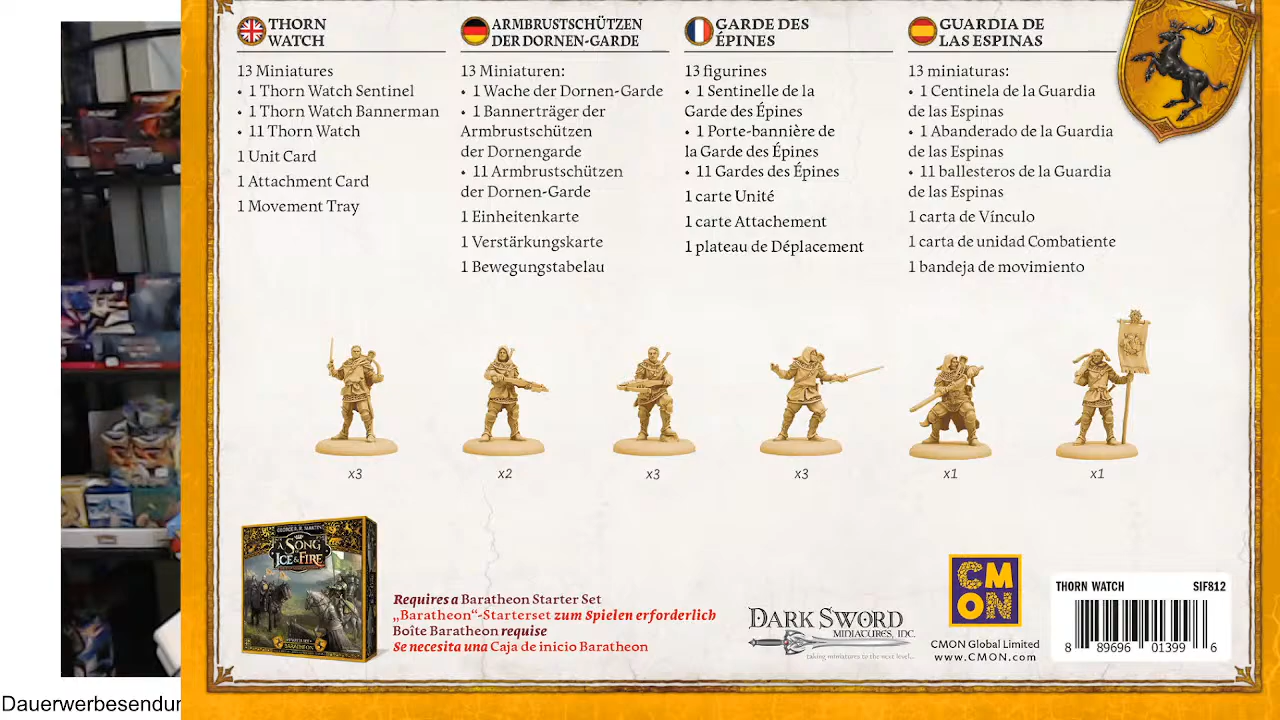 THORN
WATCH
13 Miniatures
• 1 Thorn Watch Sentinel
• 1 Thorn Watch Bannerman
• 11 Thorn Watch
1 Unit Card
1 Attachment Card
1 Movement Tray
ARMBRUSTSCHÜTZEN
DER DORNEN-GARDE
13 Miniaturen:
• 1 Wache der Dornen-Garde
• 1 Bannerträger der
Armbrustschützen
der Dornengarde
• 11 Armbrustschützen
der Dornen-Garde
1 Einheitenkarte
1 Verstärkungskarte
1 Bewegungstabelau
GARDE DES
ÉPINES
13 figurines
• 1 Sentinelle de la
Garde des Épines
• 1 Porte-bannière de
la Garde des Épines
• 11 Gardes des Épines
1 carte Unité
1 carte Attachement
1 plateau de Déplacement
GUARDIA DE
LAS ESPINAS
13 miniaturas:
• 1 Centinela de la Guardia
de las Espinas
• 1 Abanderado de la Guardia
de las Espinas
• 11 ballesteros de la Guardia
de las Espinas
1 carta de Vínculo
1 carta de unidad Combatiente
1 bandeja de movimiento
x3
x2
x3
x3
x1
x1
A SONG
ICE & FIRE
BARATHEON
Requires a Baratheon Starter Set
„Baratheon“-Starterset zum Spielen erforderlich
Boîte Baratheon requise
Se necesita una Caja de inicio Baratheon
DARK SWORD
MINIATURES, INC.
taking miniatures to the next level...
CMON
CMON Global Limited
www.CMON.com
THORN WATCH SIF812
8 89696 01399 6
Dauerwerbesendun